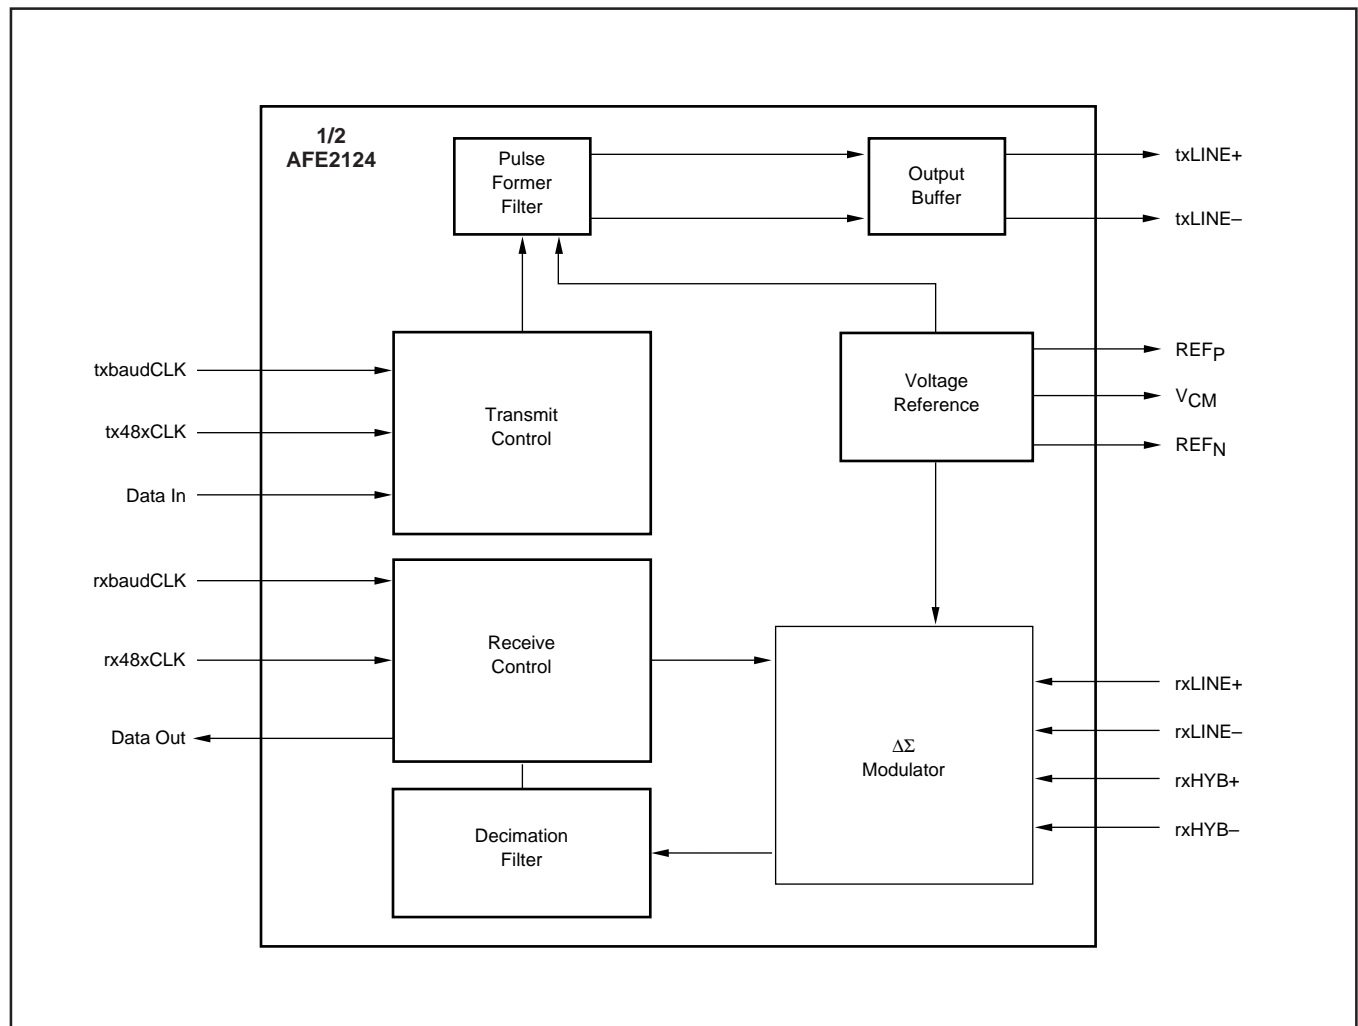 1/2
AFE2124
Pulse
Former
Filter
Output
Buffer
txLINE+
txLINE–
txbaudCLK
tx48xCLK
Data In
Transmit
Control
Voltage
Reference
REFP
VCM
REFN
rxbaudCLK
rx48xCLK
Data Out
Receive
Control
ΔΣ
Modulator
rxLINE+
rxLINE–
rxHYB+
rxHYB–
Decimation
Filter